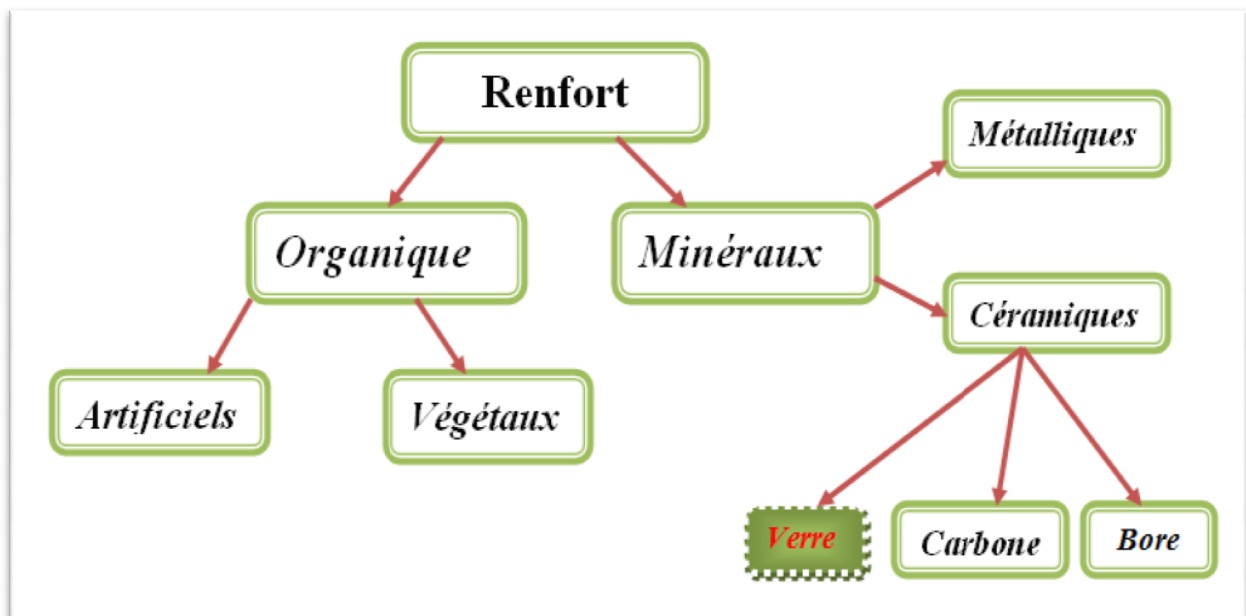 Renfort
Métalliques
Organique
Minéraux
Céramiques
Artificiels
Végétaux
Verre
Carbone
Bore